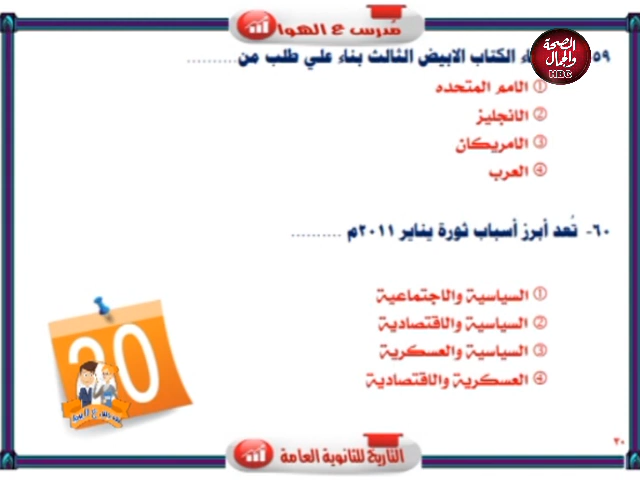 مُدرس ع الهوا
الصحة
والجمال
HBC
٥٩
الكتاب الابيض الثالث بناء علي طلب من..........
① الامم المتحده
② الانجليز
③ الامريكان
④ العرب
٦٠- تُعد أبرز أسباب ثورة يناير ٢٠١١م ..........
① السياسية والاجتماعية
② السياسية والاقتصادية
③ السياسية والعسكرية
④ العسكرية والاقتصادية
30
٣٠
التاريخ للثانوية العامة